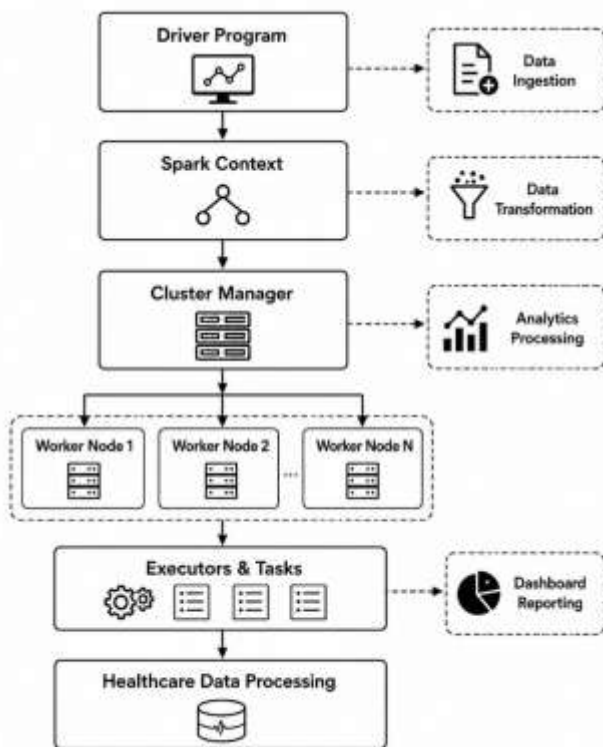 Driver Program
Data
Ingestion
Spark Context
Data
Transformation
Cluster Manager
Analytics
Processing
Worker Node 1
Worker Node 2
...
Worker Node N
Executors & Tasks
Dashboard
Reporting
Healthcare Data Processing